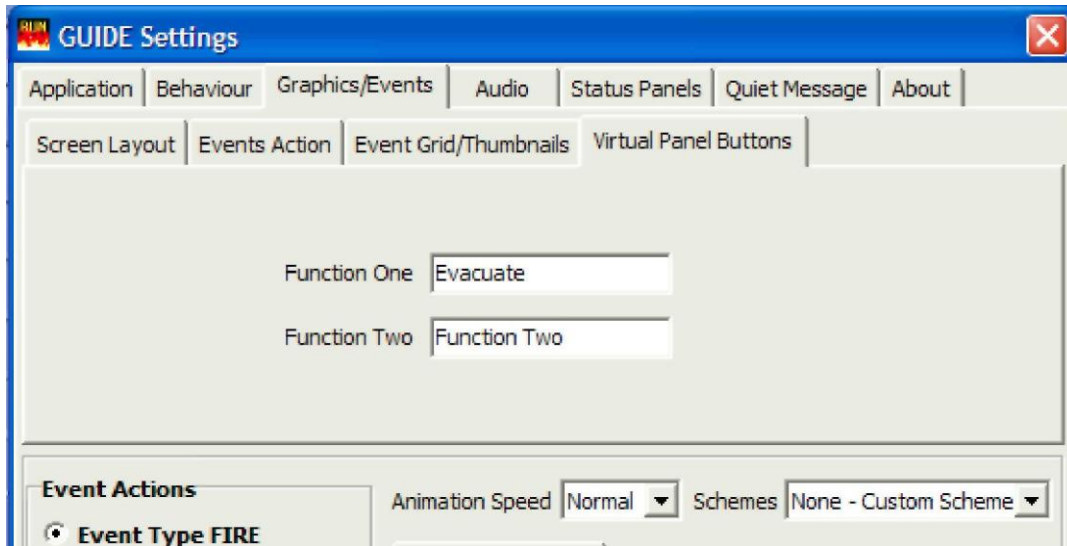 RUN
GUIDE Settings
Application Behaviour Graphics/Events Audio Status Panels Quiet Message About
Screen Layout Events Action Event Grid/Thumbnails Virtual Panel Buttons
Function One Evacuate
Function Two Function Two
Event Actions
Animation Speed Normal Schemes None - Custom Scheme
Event Type FIRE